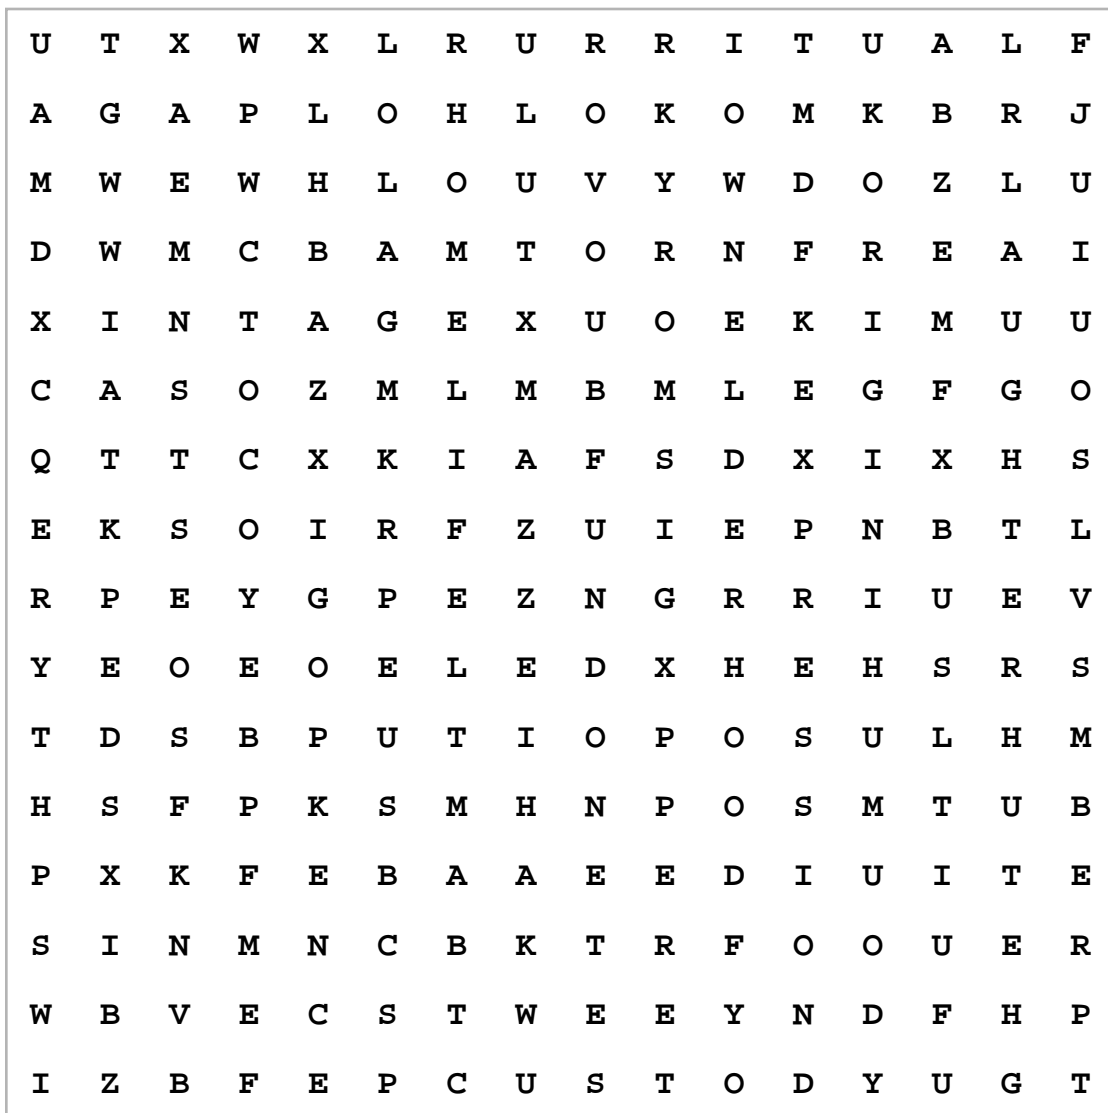 U T X W X L R U R R I T U A L F
A G A P L O H L O K O M K B R J
M W E W H L O U V Y W D O Z L U
D W M C B A M T O R N F R E A I
X I N T A G E X U O E K I M U U
C A S O Z M L M B M L E G F G O
Q T T C X K I A F S D X I X H S
E K S O I R F Z U I E P N B T L
R P E Y G P E Z N G R R I U E V
Y E O E O E L E D X H E H S R S
T D S B P U T I O P O S U L H M
H S F P K S M H N P O S M T U B
P X K F E B A A E E D I U I T E
S I N M N C B K T R F O O U E R
W B V E C S T W E E Y N D F H P
I Z B F E P C U S T O D Y U G T